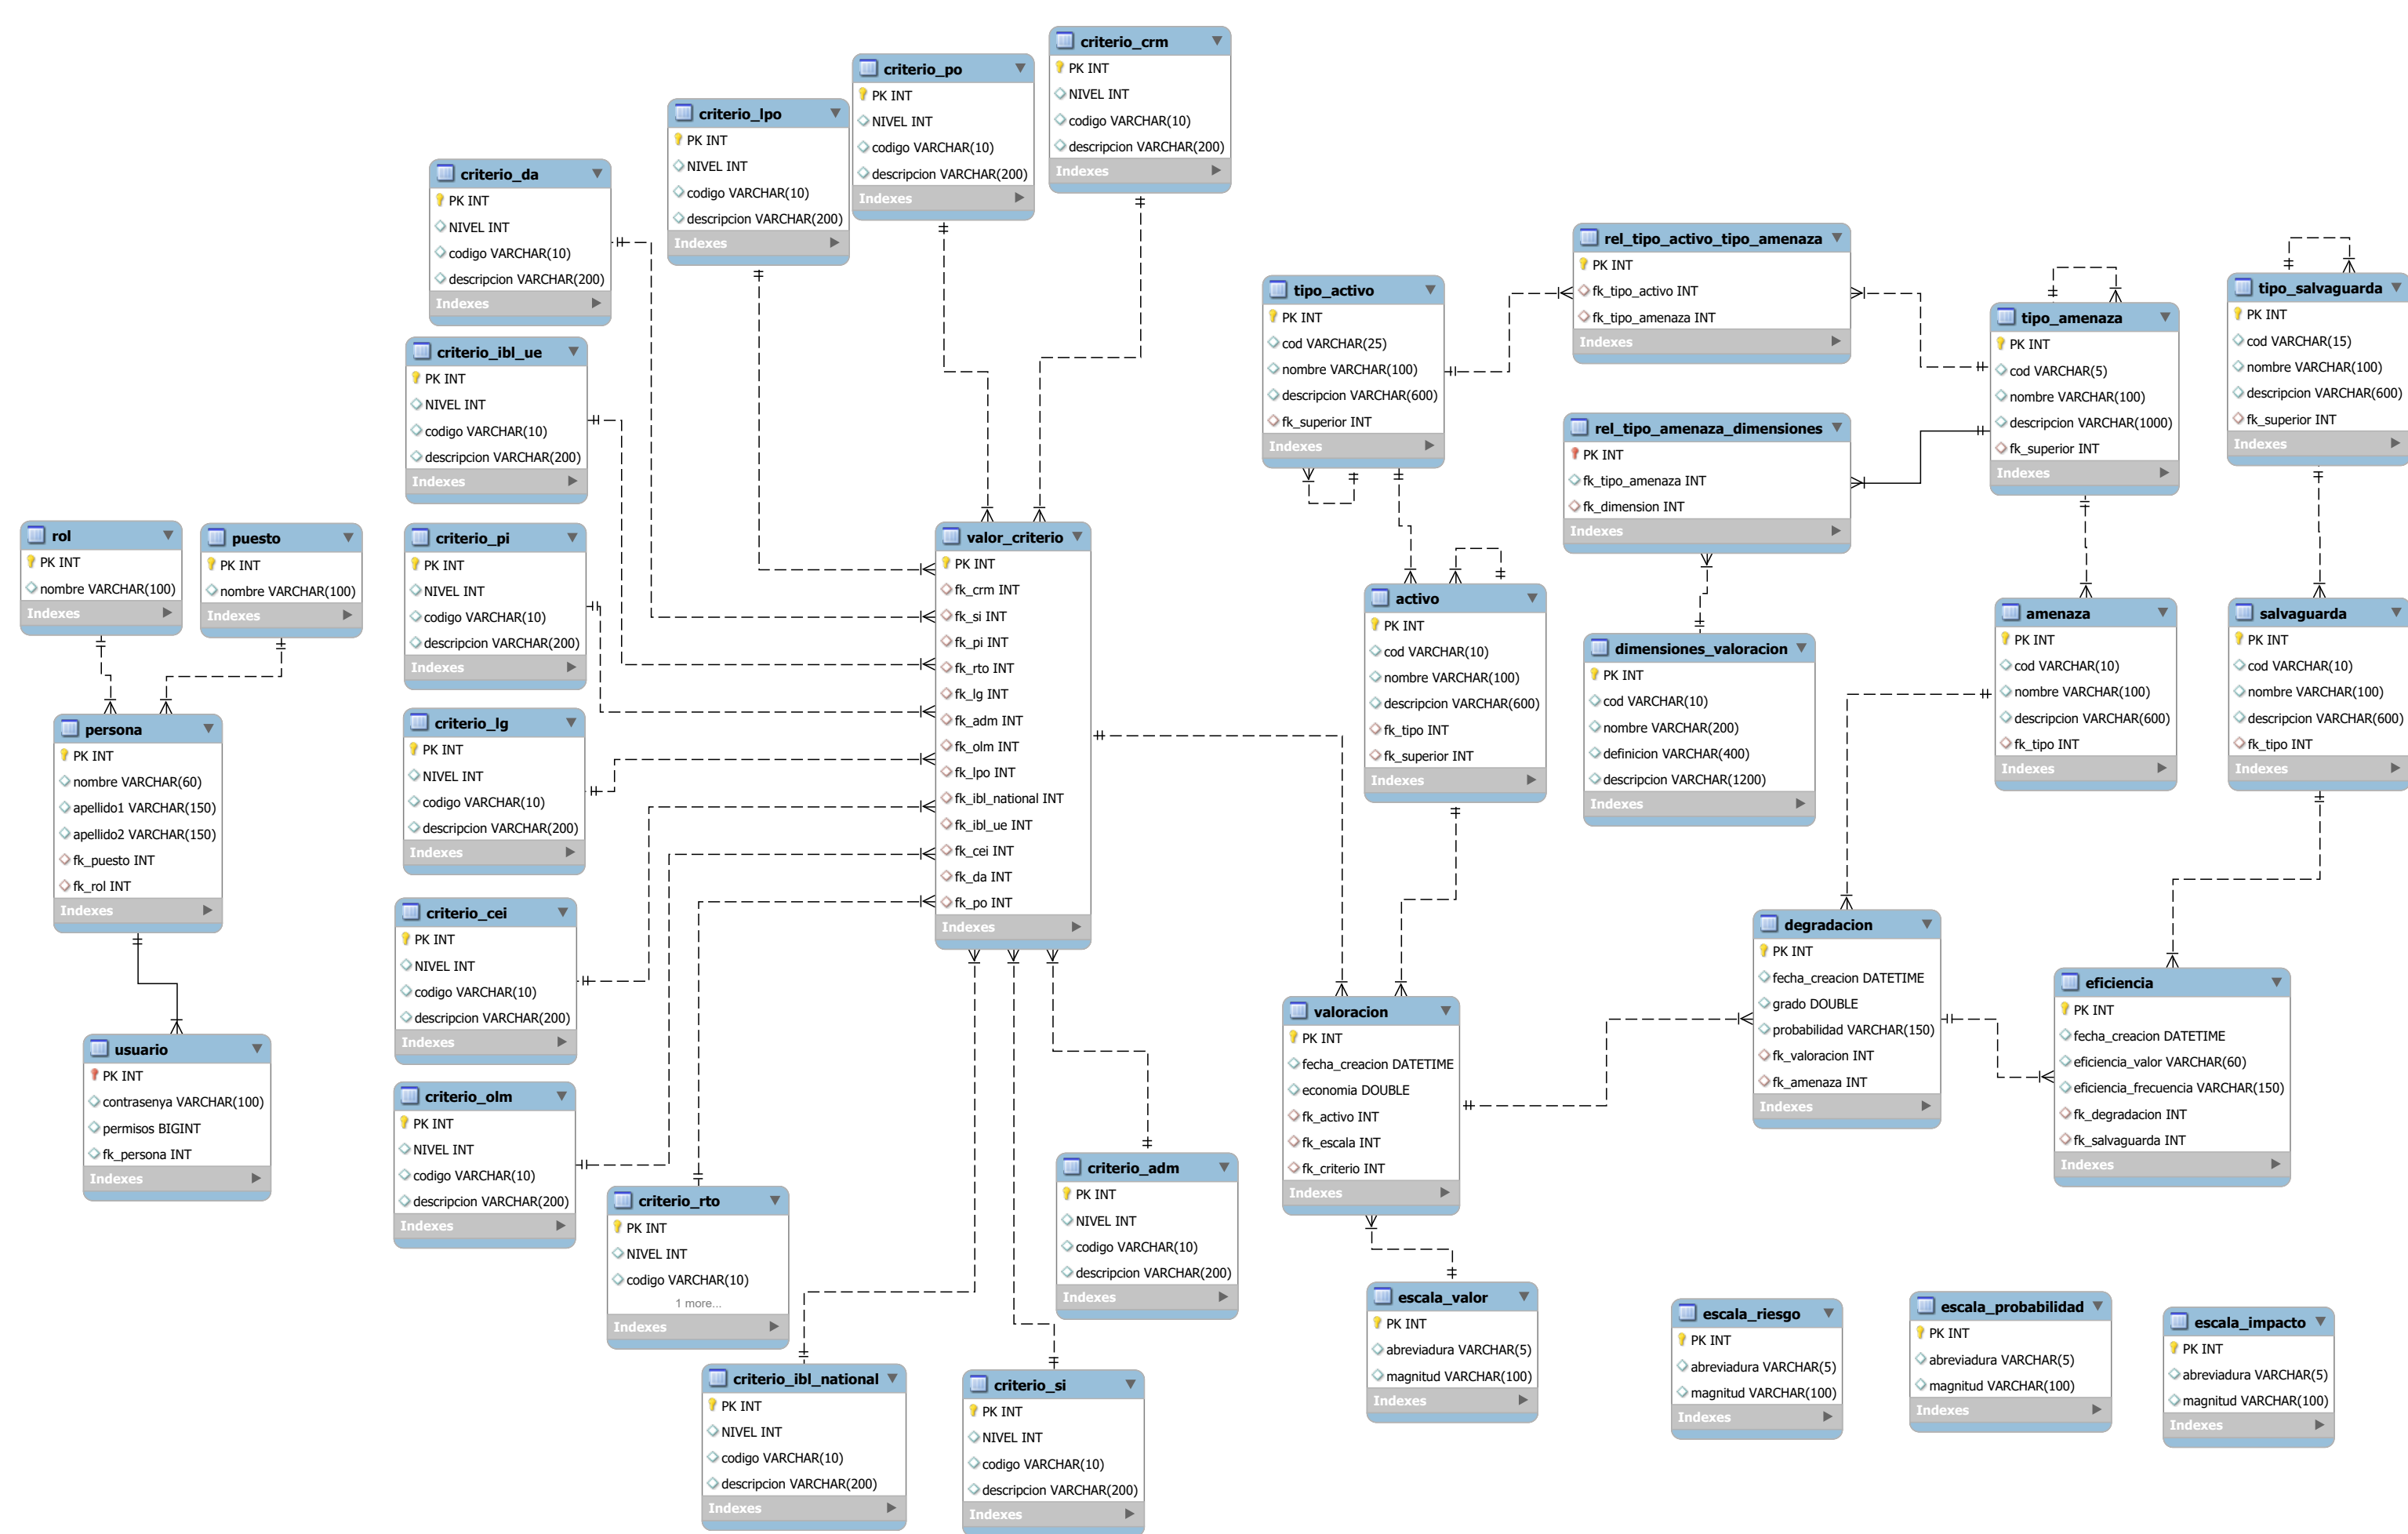 criterio_crm
PK INT
NIVEL INT
codigo VARCHAR(10)
descripcion VARCHAR(200)
Indexes
criterio_po
PK INT
NIVEL INT
codigo VARCHAR(10)
descripcion VARCHAR(200)
Indexes
criterio_lpo
PK INT
NIVEL INT
codigo VARCHAR(10)
descripcion VARCHAR(200)
Indexes
criterio_da
PK INT
NIVEL INT
codigo VARCHAR(10)
descripcion VARCHAR(200)
Indexes
criterio_ibl_ue
PK INT
NIVEL INT
codigo VARCHAR(10)
descripcion VARCHAR(200)
Indexes
criterio_pi
PK INT
NIVEL INT
codigo VARCHAR(10)
descripcion VARCHAR(200)
Indexes
criterio_lg
PK INT
NIVEL INT
codigo VARCHAR(10)
descripcion VARCHAR(200)
Indexes
criterio_cei
PK INT
NIVEL INT
codigo VARCHAR(10)
descripcion VARCHAR(200)
Indexes
criterio_olm
PK INT
NIVEL INT
codigo VARCHAR(10)
descripcion VARCHAR(200)
Indexes
criterio_rto
PK INT
NIVEL INT
codigo VARCHAR(10)
1 more...
Indexes
criterio_ibl_national
PK INT
NIVEL INT
codigo VARCHAR(10)
descripcion VARCHAR(200)
Indexes
criterio_si
PK INT
NIVEL INT
codigo VARCHAR(10)
descripcion VARCHAR(200)
Indexes
criterio_adm
PK INT
NIVEL INT
codigo VARCHAR(10)
descripcion VARCHAR(200)
Indexes
rol
PK INT
nombre VARCHAR(100)
Indexes
puesto
PK INT
nombre VARCHAR(100)
Indexes
persona
PK INT
nombre VARCHAR(60)
apellido1 VARCHAR(150)
apellido2 VARCHAR(150)
fk_puesto INT
fk_rol INT
Indexes
usuario
PK INT
contrasenya VARCHAR(100)
permisos BIGINT
fk_persona INT
Indexes
valor_criterio
PK INT
fk_crm INT
fk_si INT
fk_pi INT
fk_rto INT
fk_lg INT
fk_adm INT
fk_olm INT
fk_lpo INT
fk_ibl_national INT
fk_ibl_ue INT
fk_cei INT
fk_da INT
fk_po INT
Indexes
tipo_activo
PK INT
cod VARCHAR(25)
nombre VARCHAR(100)
descripcion VARCHAR(600)
fk_superior INT
Indexes
rel_tipo_activo_tipo_amenaza
PK INT
fk_tipo_activo INT
fk_tipo_amenaza INT
Indexes
rel_tipo_amenaza_dimensiones
PK INT
fk_tipo_amenaza INT
fk_dimension INT
Indexes
tipo_amenaza
PK INT
cod VARCHAR(5)
nombre VARCHAR(100)
descripcion VARCHAR(1000)
fk_superior INT
Indexes
tipo_salvaguarda
PK INT
cod VARCHAR(15)
nombre VARCHAR(100)
descripcion VARCHAR(600)
fk_superior INT
Indexes
activo
PK INT
cod VARCHAR(10)
nombre VARCHAR(100)
descripcion VARCHAR(600)
fk_tipo INT
fk_superior INT
Indexes
dimensiones_valoracion
PK INT
cod VARCHAR(10)
nombre VARCHAR(200)
definicion VARCHAR(400)
descripcion VARCHAR(1200)
Indexes
amenaza
PK INT
cod VARCHAR(10)
nombre VARCHAR(100)
descripcion VARCHAR(600)
fk_tipo INT
Indexes
salvaguarda
PK INT
cod VARCHAR(10)
nombre VARCHAR(100)
descripcion VARCHAR(600)
fk_tipo INT
Indexes
valoracion
PK INT
fecha_creacion DATETIME
economia DOUBLE
fk_activo INT
fk_escala INT
fk_criterio INT
Indexes
degradacion
PK INT
fecha_creacion DATETIME
grado DOUBLE
probabilidad VARCHAR(150)
fk_valoracion INT
fk_amenaza INT
Indexes
eficiencia
PK INT
fecha_creacion DATETIME
eficiencia_valor VARCHAR(60)
eficiencia_frecuencia VARCHAR(150)
fk_degradacion INT
fk_salvaguarda INT
Indexes
escala_valor
PK INT
abreviadura VARCHAR(5)
magnitud VARCHAR(100)
Indexes
escala_riesgo
PK INT
abreviadura VARCHAR(5)
magnitud VARCHAR(100)
Indexes
escala_probabilidad
PK INT
abreviadura VARCHAR(5)
magnitud VARCHAR(100)
Indexes
escala_impacto
PK INT
abreviadura VARCHAR(5)
magnitud VARCHAR(100)
Indexes